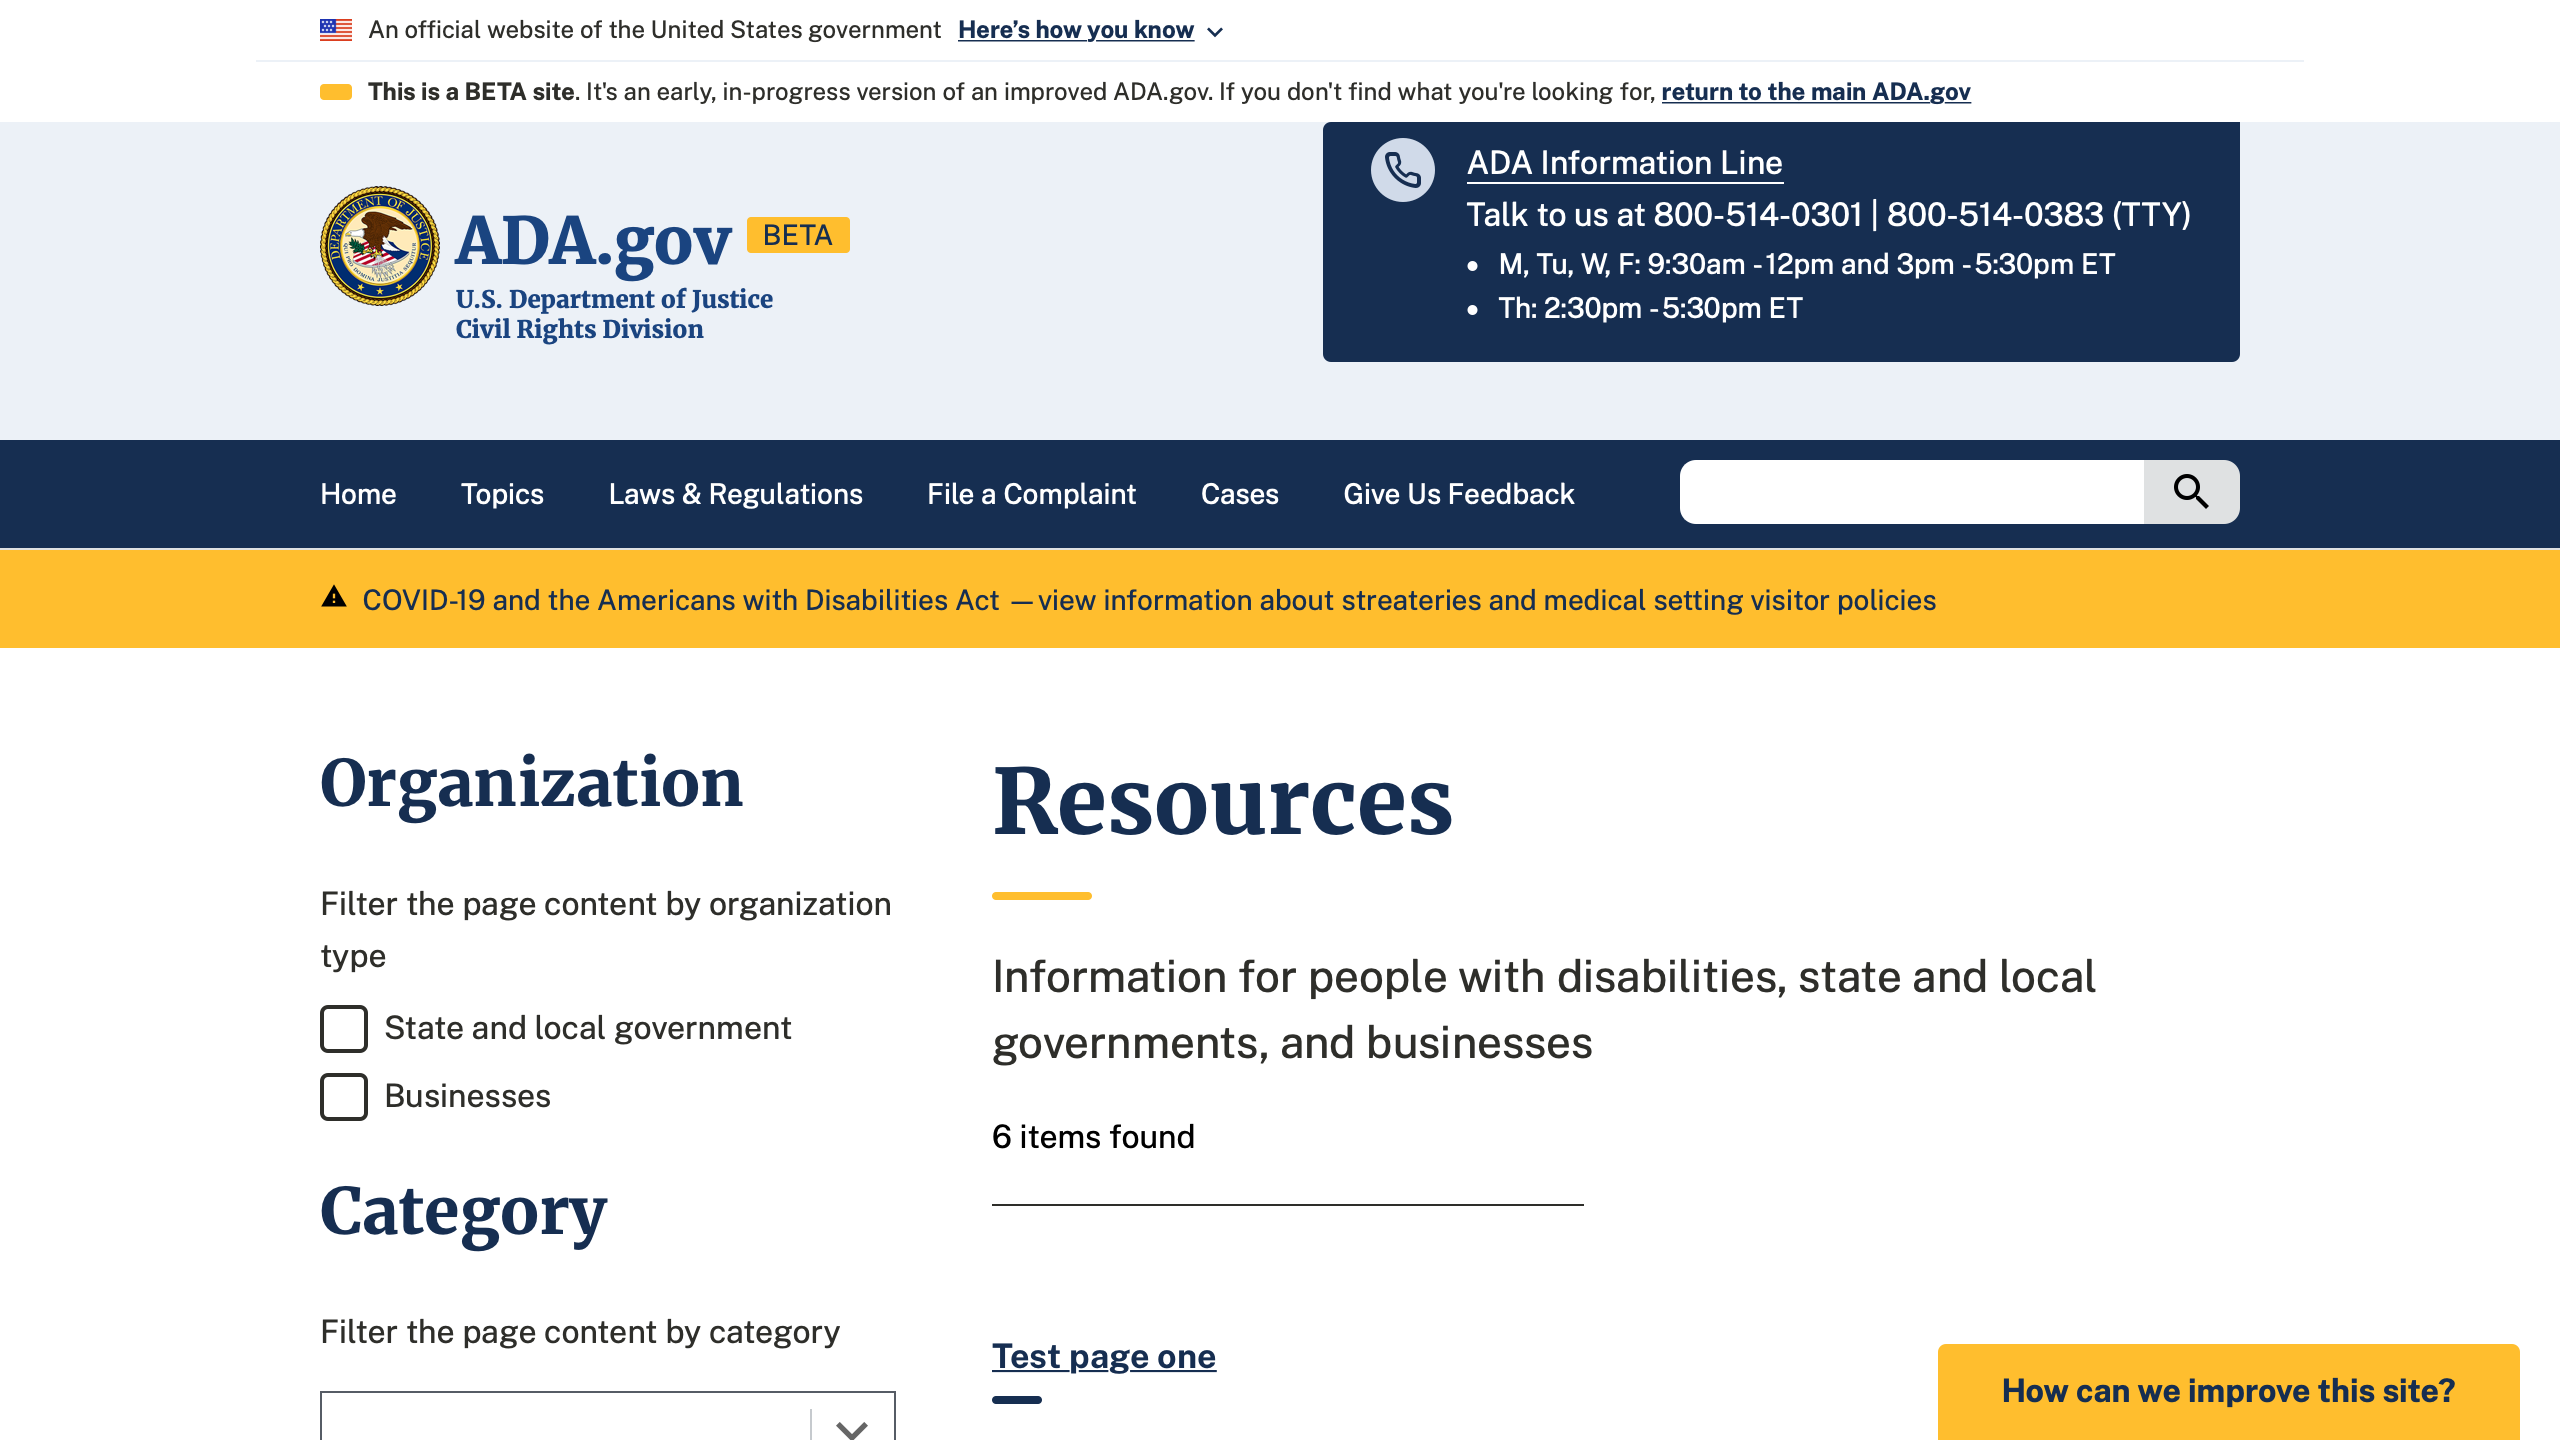 An official website of the United States government Here’s how you know
This is a BETA site. It's an early, in-progress version of an improved ADA.gov. If you don't find what you're looking for, return to the main ADA.gov
ADA.gov BETA
U.S. Department of Justice
Civil Rights Division
ADA Information Line
Talk to us at 800-514-0301 | 800-514-0383 (TTY)
• M, Tu, W, F: 9:30am - 12pm and 3pm - 5:30pm ET
• Th: 2:30pm - 5:30pm ET
Home Topics Laws & Regulations File a Complaint Cases Give Us Feedback
COVID-19 and the Americans with Disabilities Act — view information about streateries and medical setting visitor policies
Organization
Filter the page content by organization
type
State and local government
Businesses
Category
Filter the page content by category
Resources
Information for people with disabilities, state and local
governments, and businesses
6 items found
Test page one
How can we improve this site?